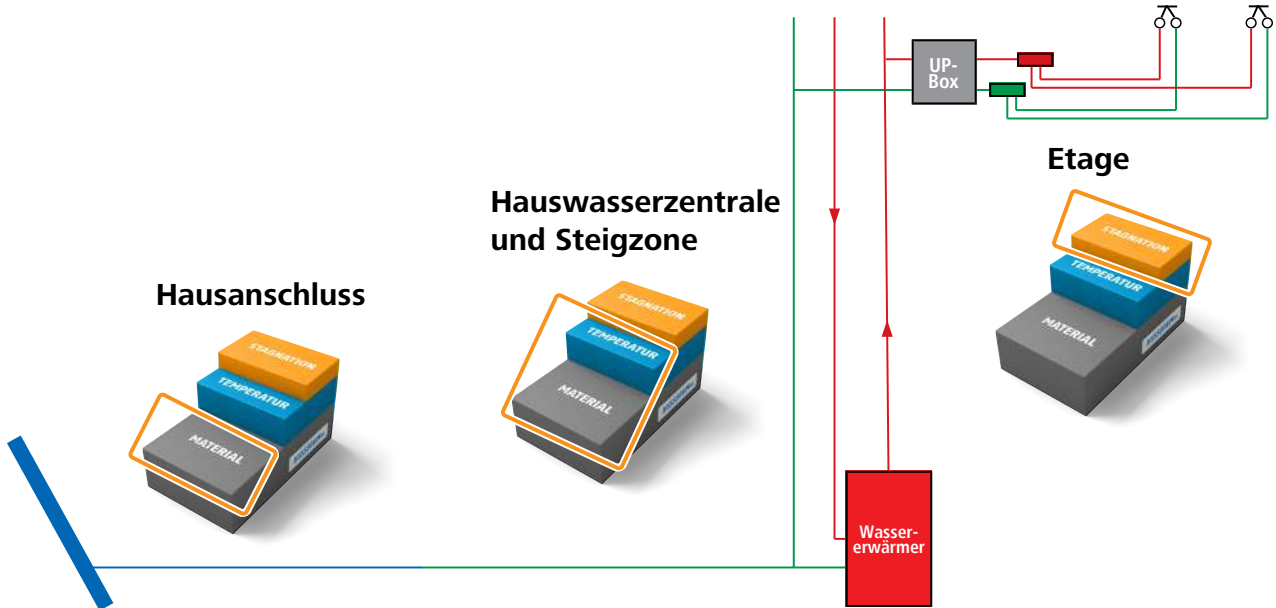 UP-
Box
Etage
STAGNATION
TEMPERATUR
MATERIAL
Hauswasserzentrale
und Steigzone
STAGNATION
TEMPERATUR
MATERIAL
Hausanschluss
STAGNATION
TEMPERATUR
MATERIAL
Wasser-
erwärmer